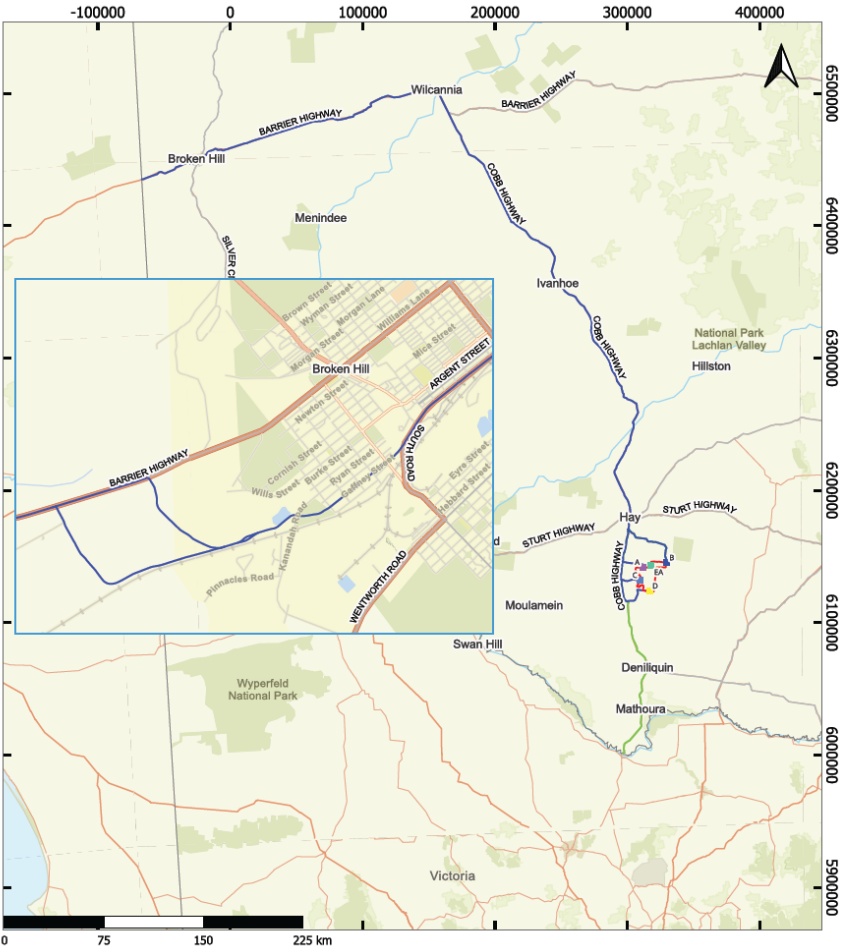 -100000 0 100000 200000 300000 400000
6500000
6400000
6300000
6200000
6100000
6000000
5900000
Wilcannia
BARRIER HIGHWAY
BARRIER HIGHWAY
Broken Hill
COBB HIGHWAY
Menindee
SILVER CI
Ivanhoe
COBB HIGHWAY
National Park
Lachlan Valley
Hillston
Brown Street
Wyman Street
Morgan Lane
Williams Lane
Morgan Street
Mica Street
Broken Hill
ARGENT STREET
Newton Street
SOUTH ROAD
Cornish Street
Burke Street
Ryan Street
Wills Street
Gaffney Street
Eyre Street
Hebbard Street
BARRIER HIGHWAY
Kanandah Road
Pinnacles Road
WENTWORTH ROAD
Hay
STURT HIGHWAY
STURT HIGHWAY
d
COBB HIGHWAY
A
B
C
EA
D
Moulamein
Swan Hill
Deniliquin
Mathoura
Wyperfeld
National Park
Victoria
0 75 150 225 km